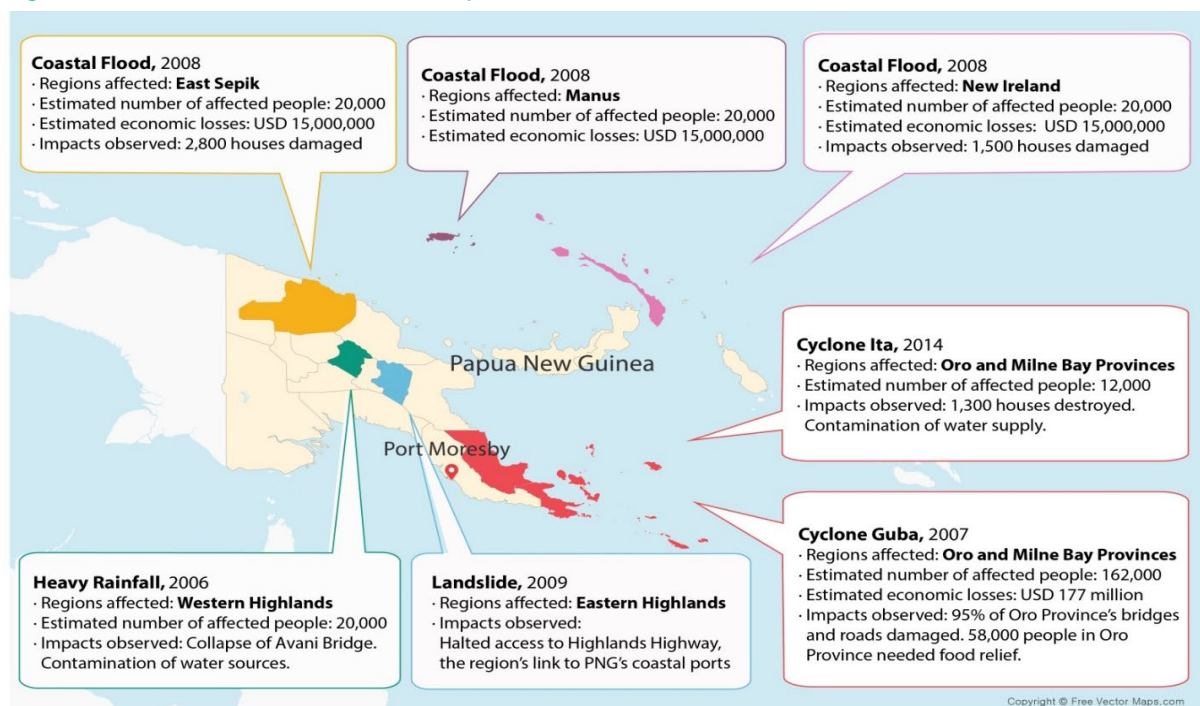 Coastal Flood, 2008
· Regions affected: East Sepik
· Estimated number of affected people: 20,000
· Estimated economic losses: USD 15,000,000
· Impacts observed: 2,800 houses damaged
Coastal Flood, 2008
· Regions affected: Manus
· Estimated number of affected people: 20,000
· Estimated economic losses: USD 15,000,000
Coastal Flood, 2008
· Regions affected: New Ireland
· Estimated number of affected people: 20,000
· Estimated economic losses: USD 15,000,000
· Impacts observed: 1,500 houses damaged
Papua New Guinea
Port Moresby
Cyclone Ita, 2014
· Regions affected: Oro and Milne Bay Provinces
· Estimated number of affected people: 12,000
· Impacts observed: 1,300 houses destroyed.
Contamination of water supply.
Heavy Rainfall, 2006
· Regions affected: Western Highlands
· Estimated number of affected people: 20,000
· Impacts observed: Collapse of Avani Bridge.
Contamination of water sources.
Landslide, 2009
· Regions affected: Eastern Highlands
· Impacts observed:
Halted access to Highlands Highway,
the region's link to PNG's coastal ports
Cyclone Guba, 2007
· Regions affected: Oro and Milne Bay Provinces
· Estimated number of affected people: 162,000
· Estimated economic losses: USD 177 million
· Impacts observed: 95% of Oro Province's bridges
and roads damaged. 58,000 people in Oro
Province needed food relief.
Copyright © Free Vector Maps.com